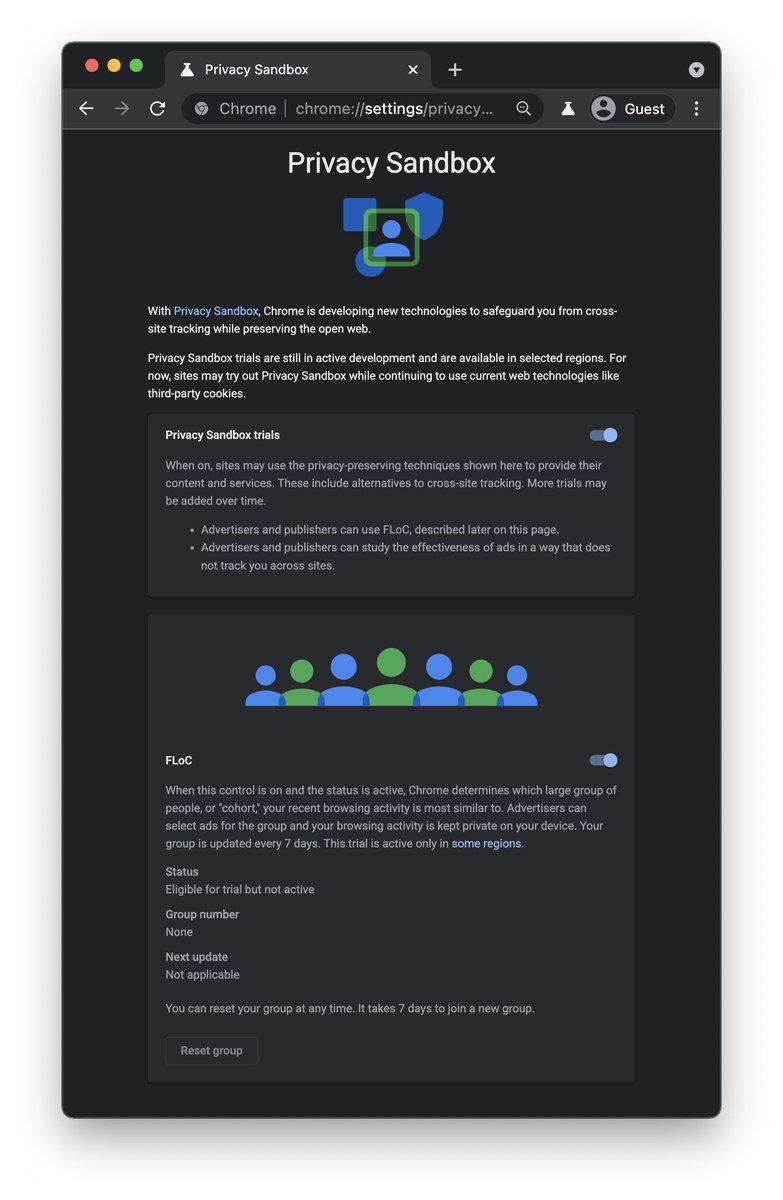 Privacy Sandbox
Chrome | chrome://settings/privacy... Guest
Privacy Sandbox
With Privacy Sandbox, Chrome is developing new technologies to safeguard you from cross-
site tracking while preserving the open web.
Privacy Sandbox trials are still in active development and are available in selected regions. For
now, sites may try out Privacy Sandbox while continuing to use current web technologies like
third-party cookies.
Privacy Sandbox trials
When on, sites may use the privacy-preserving techniques shown here to provide their
content and services. These include alternatives to cross-site tracking. More trials may
be added over time.
• Advertisers and publishers can use FLoC, described later on this page.
• Advertisers and publishers can study the effectiveness of ads in a way that does
not track you across sites.
FLoC
When this control is on and the status is active, Chrome determines which large group of
people, or "cohort," your recent browsing activity is most similar to. Advertisers can
select ads for the group and your browsing activity is kept private on your device. Your
group is updated every 7 days. This trial is active only in some regions.
Status
Eligible for trial but not active
Group number
None
Next update
Not applicable
You can reset your group at any time. It takes 7 days to join a new group.
Reset group